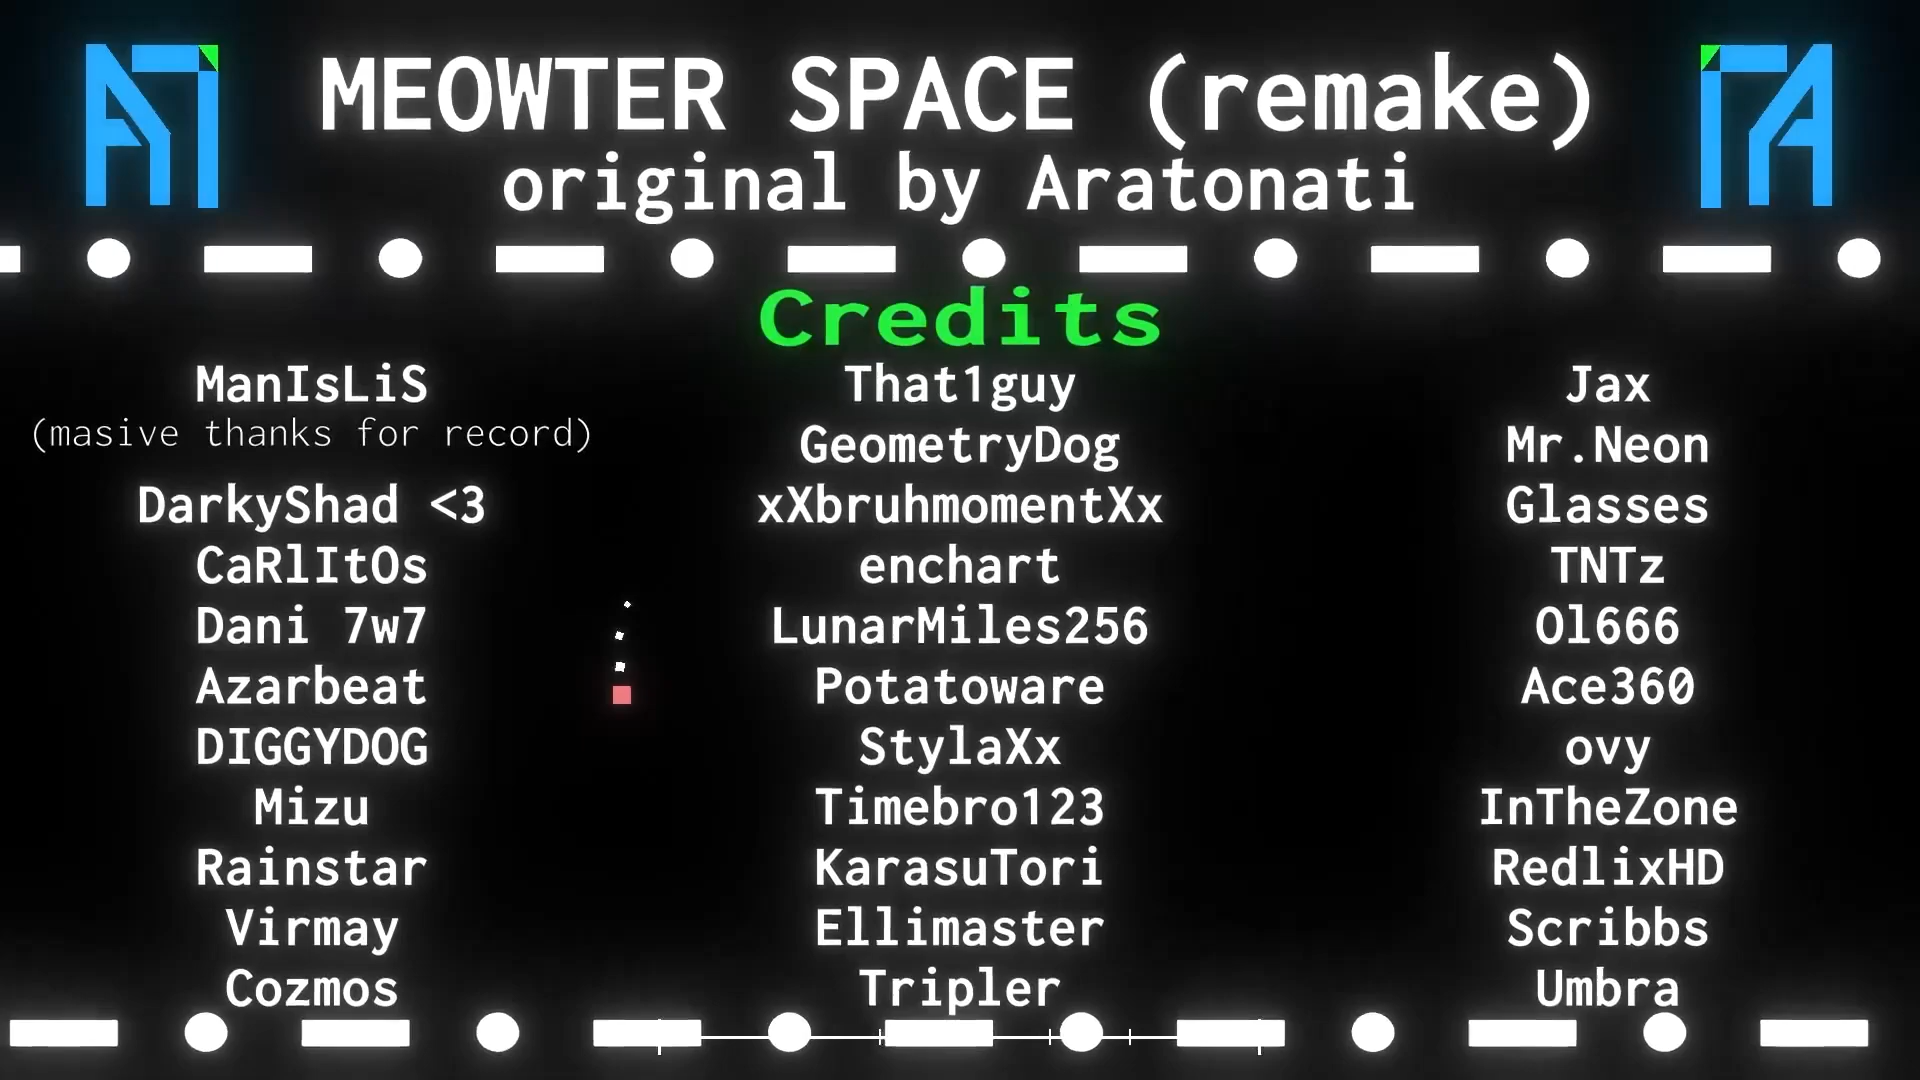 MEOWTER SPACE (remake)
original by Aratonati
Credits
ManIsLiS
(masive thanks for record)
DarkyShad <3
CaRlItOs
Dani 7w7
Azarbeat
DIGGYDOG
Mizu
Rainstar
Virmay
Cozmos
That1guy
GeometryDog
xXbruhmomentXx
enchart
LunarMiles256
Potatoware
StylaXx
Timebro123
KarasuTori
Ellimaster
Tripler
Jax
Mr.Neon
Glasses
TNTz
Ol666
Ace360
ovy
InTheZone
RedlixHD
Scribbs
Umbra